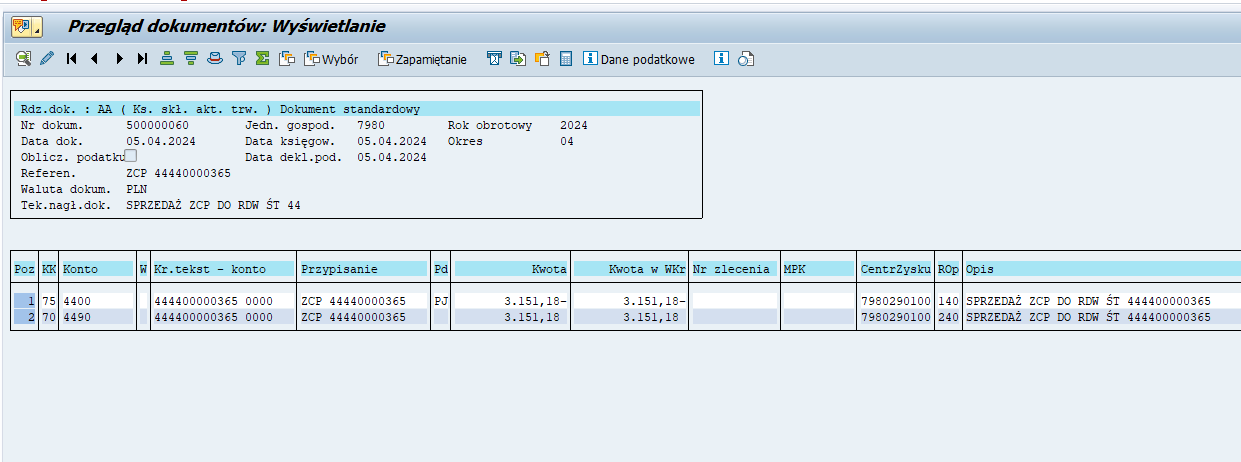 Przegląd dokumentów: Wyświetlanie
Wybór Zapamiętanie Dane podatkowe
Rdz.dok. : AA ( Ks. skł. akt. trw. ) Dokument standardowy
Nr dokum. 500000060 Jedn. gospod. 7980 Rok obrotowy 2024
Data dok. 05.04.2024 Data księgow. 05.04.2024 Okres 04
Oblicz. podatku Data dekl.pod. 05.04.2024
Referen. ZCP 44440000365
Waluta dokum. PLN
Tek.nagł.dok. SPRZEDAŻ ZCP DO RDW ŚT 44
Poz KK Konto W Kr.tekst - konto Przypisanie Pd Kwota Kwota w WKr Nr zlecenia MPK CentrZysku ROp Opis
1 75 4400 444400000365 0000 ZCP 44440000365 PJ 3.151,18- 3.151,18- 7980290100 140 SPRZEDAŻ ZCP DO RDW ŚT 444400000365
2 70 4490 444400000365 0000 ZCP 44440000365 3.151,18 3.151,18 7980290100 240 SPRZEDAŻ ZCP DO RDW ŚT 444400000365